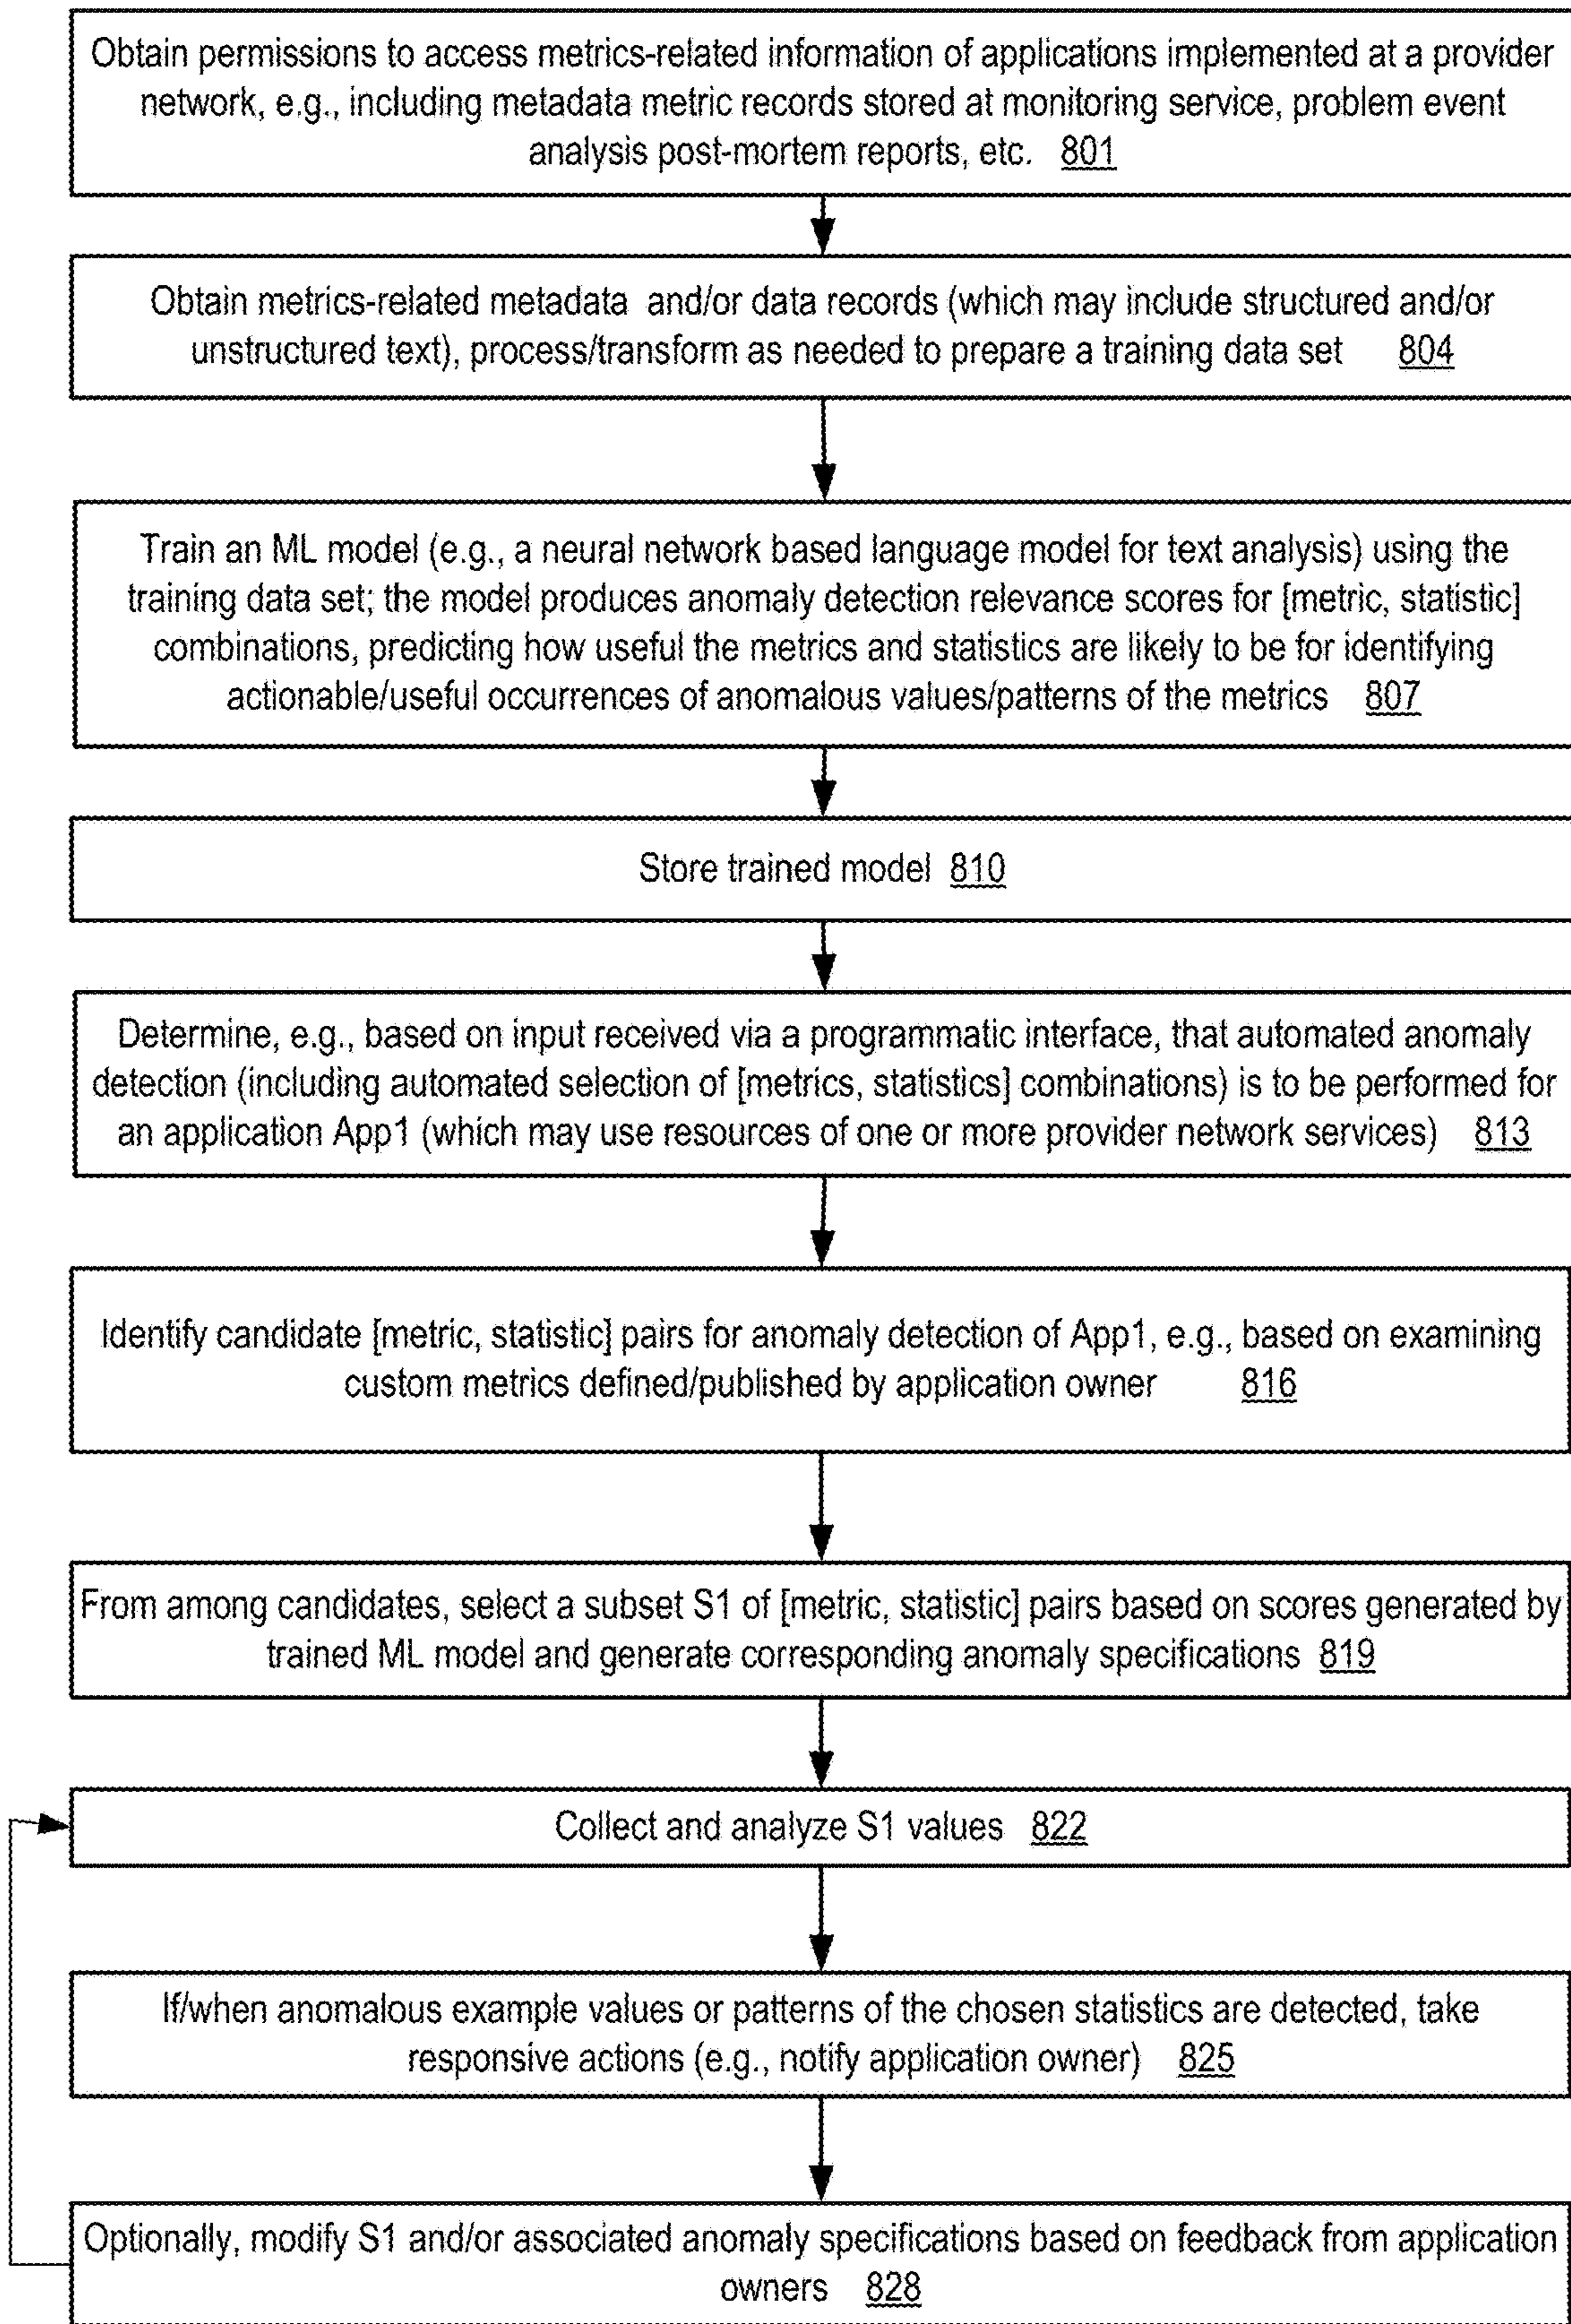 Obtain permissions to access metrics-related information of applications implemented at a provider
network, e.g., including metadata metric records stored at monitoring service, problem event
analysis post-mortem reports, etc. 801
Obtain metrics-related metadata and/or data records (which may include structured and/or
unstructured text), process/transform as needed to prepare a training data set 804
Train an ML model (e.g., a neural network based language model for text analysis) using the
training data set; the model produces anomaly detection relevance scores for [metric, statistic]
combinations, predicting how useful the metrics and statistics are likely to be for identifying
actionable/useful occurrences of anomalous values/patterns of the metrics 807
Store trained model 810
Determine, e.g., based on input received via a programmatic interface, that automated anomaly
detection (including automated selection of [metrics, statistics] combinations) is to be performed for
an application App1 (which may use resources of one or more provider network services) 813
Identify candidate [metric, statistic] pairs for anomaly detection of App1, e.g., based on examining
custom metrics defined/published by application owner 816
From among candidates, select a subset S1 of [metric, statistic] pairs based on scores generated by
trained ML model and generate corresponding anomaly specifications 819
Collect and analyze S1 values 822
If/when anomalous example values or patterns of the chosen statistics are detected, take
responsive actions (e.g., notify application owner) 825
Optionally, modify S1 and/or associated anomaly specifications based on feedback from application
owners 828